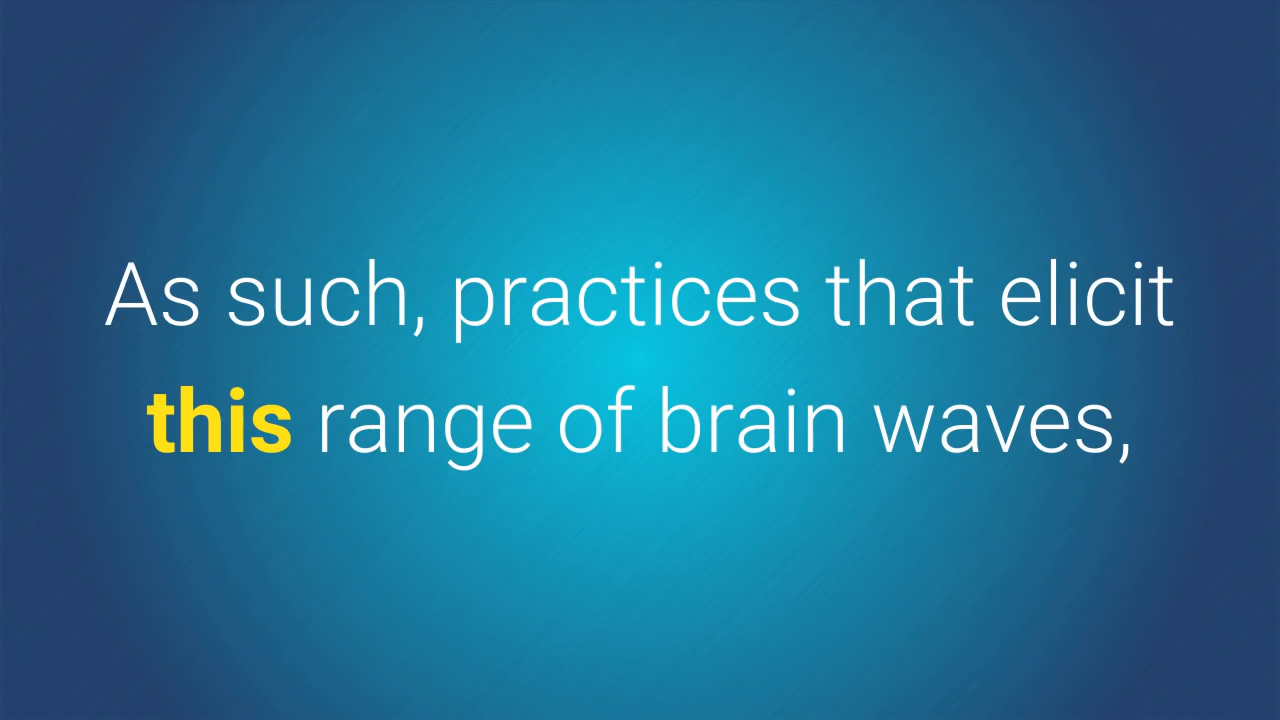 As such, practices that elicit
this range of brain waves,